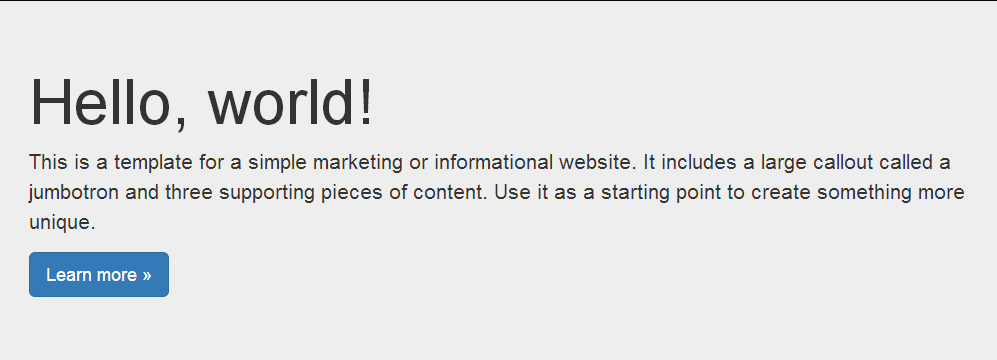 Hello, world!
This is a template for a simple marketing or informational website. It includes a large callout called a
jumbotron and three supporting pieces of content. Use it as a starting point to create something more
unique.
Learn more »